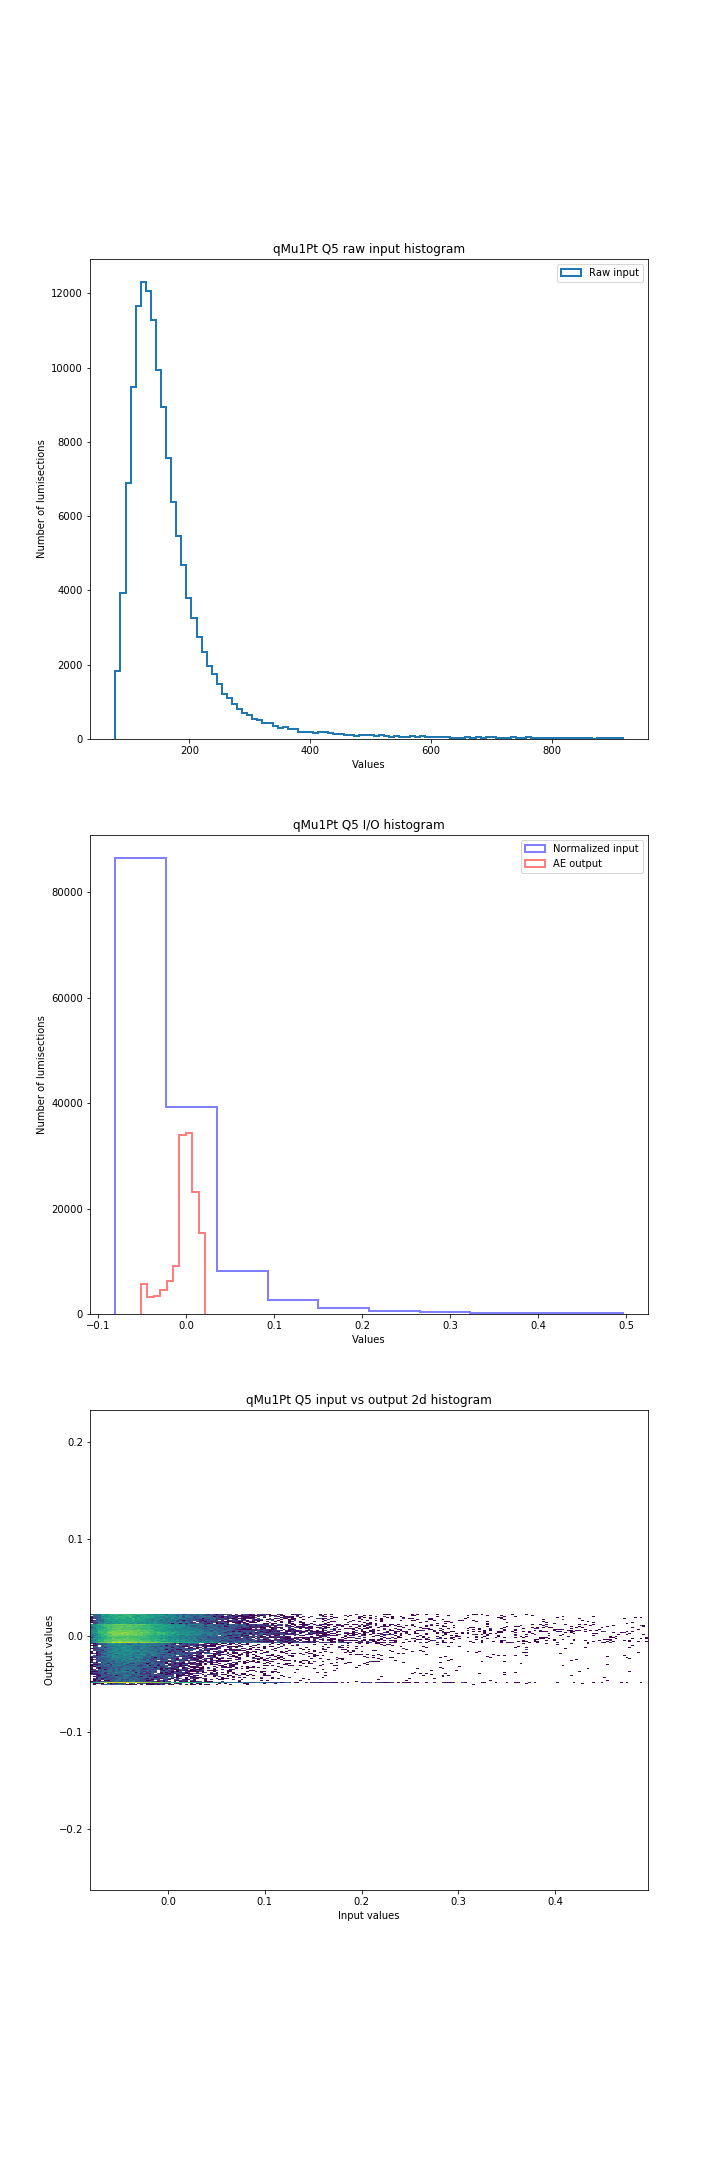 qMu1Pt Q5 raw input histogram
Raw input
12000
10000
8000
6000
4000
2000
0
Number of lumisections
200 400 600 800
Values
qMu1Pt Q5 I/O histogram
Normalized input
AE output
80000
60000
40000
20000
0
Number of lumisections
−0.1 0.0 0.1 0.2 0.3 0.4 0.5
Values
qMu1Pt Q5 input vs output 2d histogram
0.2
0.1
0.0
−0.1
−0.2
Output values
0.0 0.1 0.2 0.3 0.4
Input values